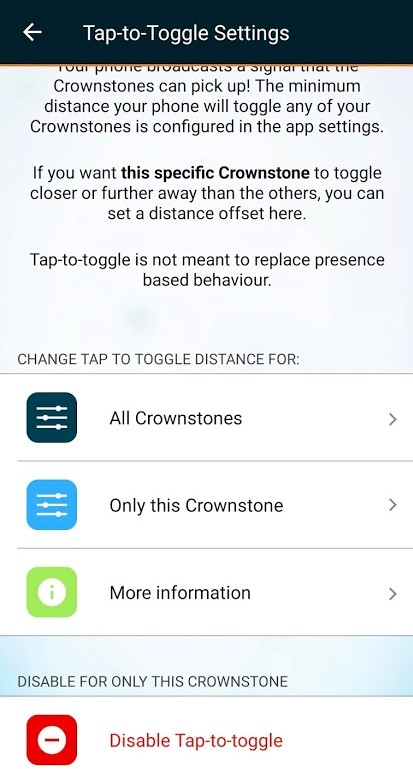 Tap-to-Toggle Settings
Your phone broadcasts a signal that the
Crownstones can pick up! The minimum
distance your phone will toggle any of your
Crownstones is configured in the app settings.
If you want this specific Crownstone to toggle
closer or further away than the others, you can
set a distance offset here.
Tap-to-toggle is not meant to replace presence
based behaviour.
CHANGE TAP TO TOGGLE DISTANCE FOR:
All Crownstones
Only this Crownstone
More information
DISABLE FOR ONLY THIS CROWNSTONE
Disable Tap-to-toggle